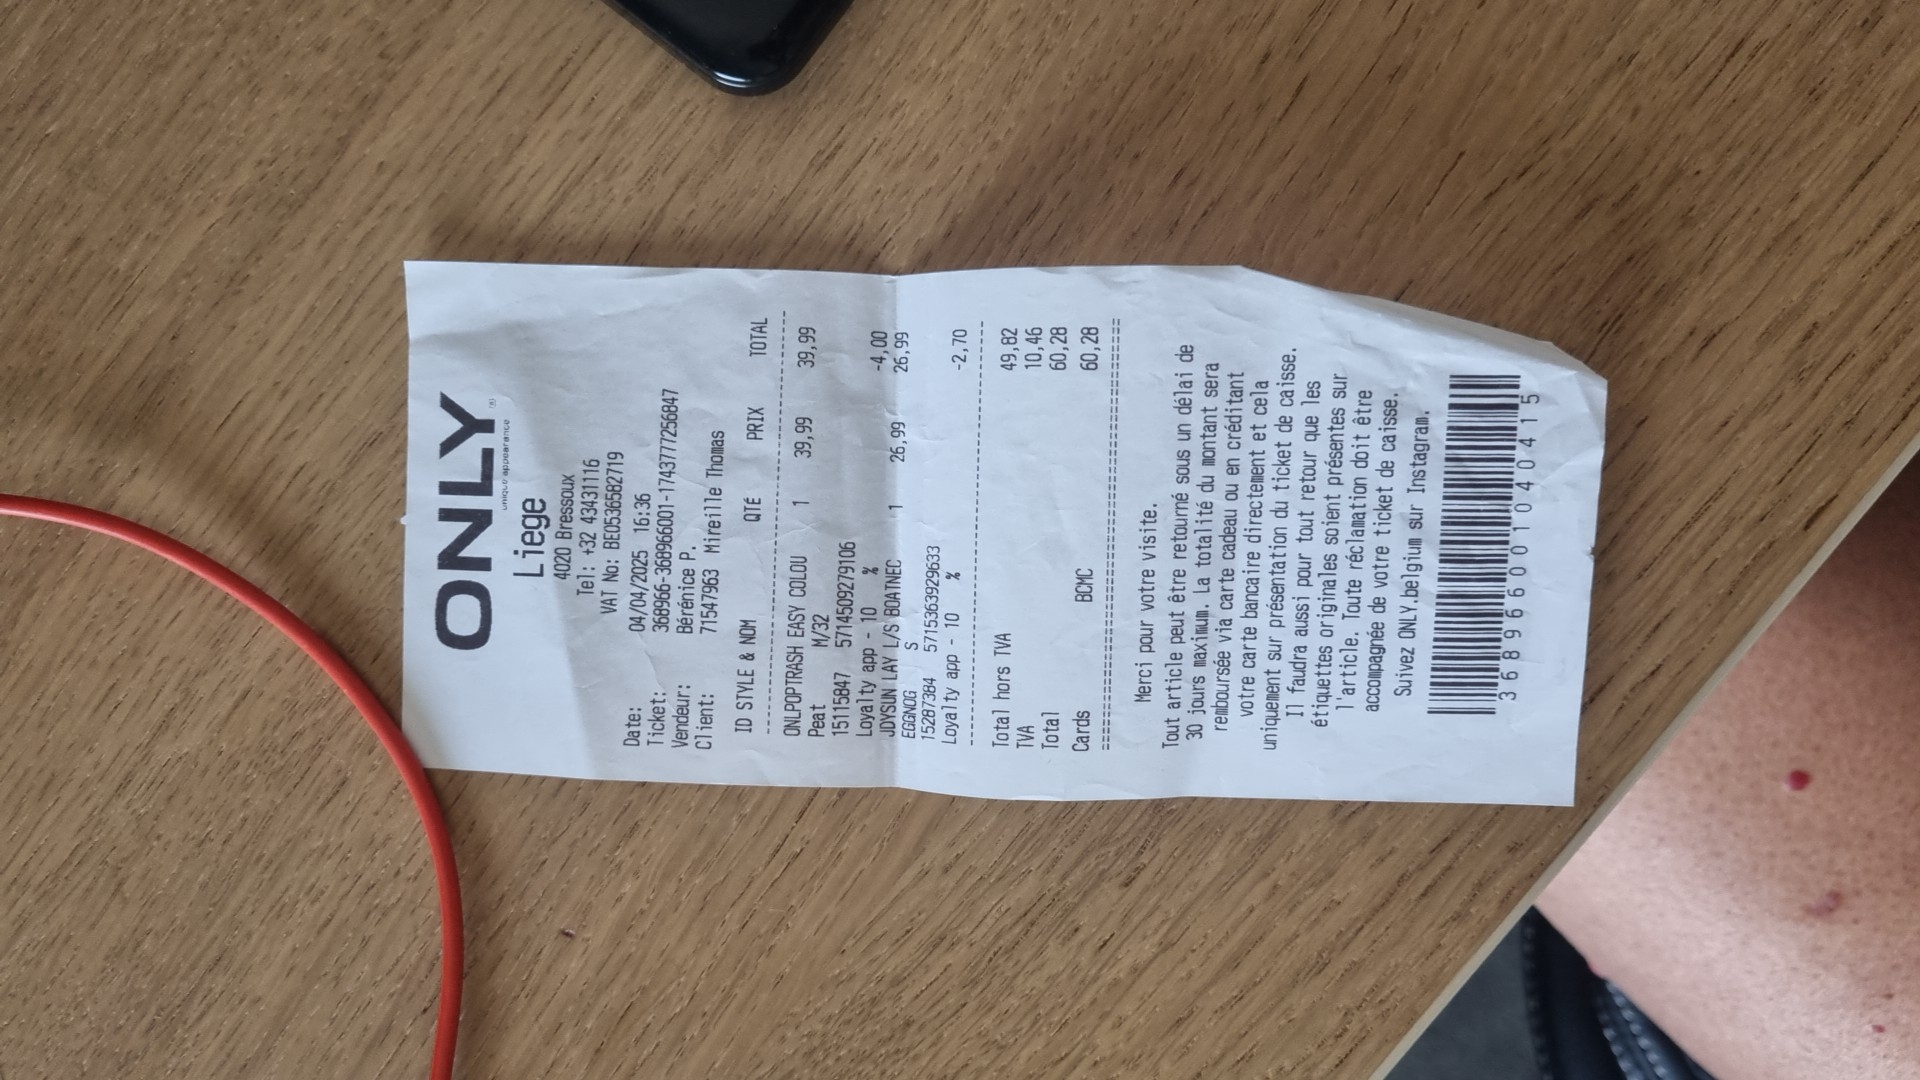 ONLY
unique appearance
®
Liege
4020 Bressoux
Tel: +32 43431116
VAT No: BE0536582719
Date: 04/04/2025 16:36
Ticket: 368966-368966001-1743777256847
Vendeur: Bérénice P.
Client: 71547963 Mireille Thomas
ID STYLE & NOM QTÉ PRIX TOTAL
ONLPOPTRASH EASY COLOU 1 39,99 39,99
Peat M/32
15115847 5714509279106
Loyalty app - 10 % -4,00
JOYSUN LAY L/S BOATNEC 1 26,99 26,99
EGGNOG S
15287384 5715363929633
Loyalty app - 10 % -2,70
Total hors TVA 49,82
TVA 10,46
Total 60,28
Cards BCMC 60,28
Merci pour votre visite.
Tout article peut être retourné sous un délai de
30 jours maximum. La totalité du montant sera
remboursée via carte cadeau ou en créditant
votre carte bancaire directement et cela
uniquement sur présentation du ticket de caisse.
Il faudra aussi pour tout retour que les
étiquettes originales soient présentes sur
l'article. Toute réclamation doit être
accompagnée de votre ticket de caisse.
Suivez ONLY.belgium sur Instagram.
368966001040415